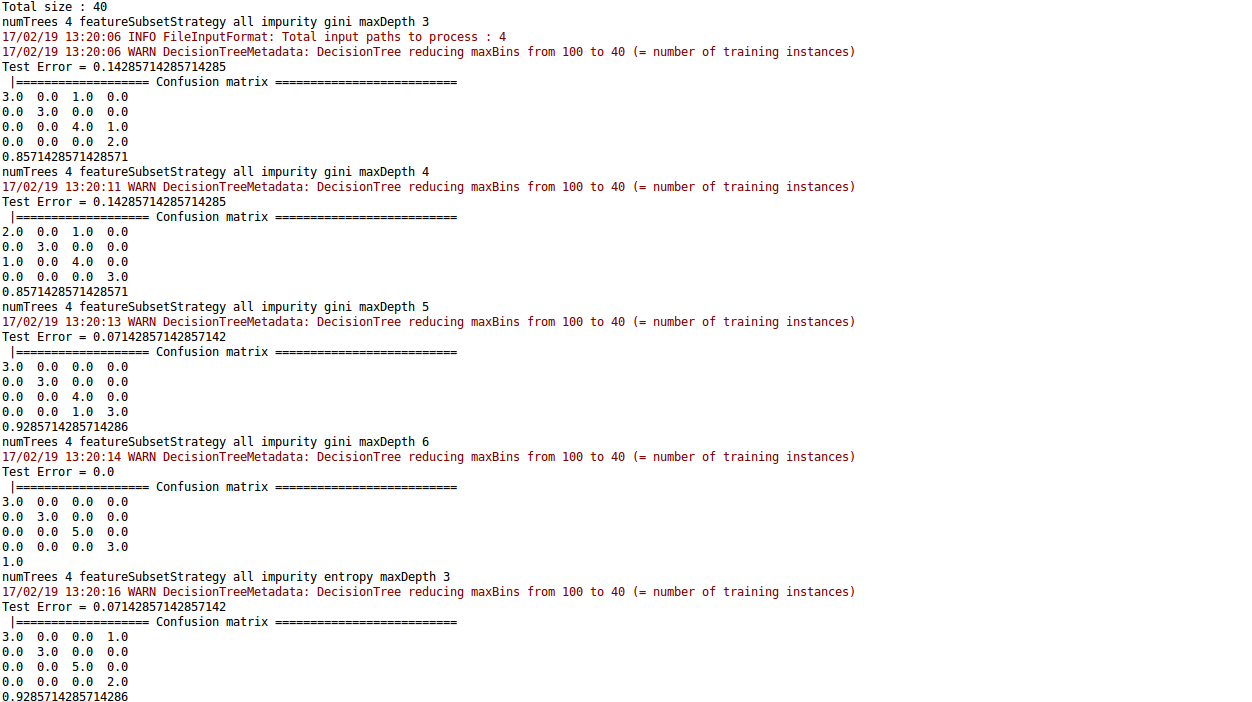 Total size : 40
numTrees 4 featureSubsetStrategy all impurity gini maxDepth 3
17/02/19 13:20:06 INFO FileInputFormat: Total input paths to process : 4
17/02/19 13:20:06 WARN DecisionTreeMetadata: DecisionTree reducing maxBins from 100 to 40 (= number of training instances)
Test Error = 0.14285714285714285
|=================== Confusion matrix ==========================
3.0 0.0 1.0 0.0
0.0 3.0 0.0 0.0
0.0 0.0 4.0 1.0
0.0 0.0 0.0 2.0
0.8571428571428571
numTrees 4 featureSubsetStrategy all impurity gini maxDepth 4
17/02/19 13:20:11 WARN DecisionTreeMetadata: DecisionTree reducing maxBins from 100 to 40 (= number of training instances)
Test Error = 0.14285714285714285
|=================== Confusion matrix ==========================
2.0 0.0 1.0 0.0
0.0 3.0 0.0 0.0
1.0 0.0 4.0 0.0
0.0 0.0 0.0 3.0
0.8571428571428571
numTrees 4 featureSubsetStrategy all impurity gini maxDepth 5
17/02/19 13:20:13 WARN DecisionTreeMetadata: DecisionTree reducing maxBins from 100 to 40 (= number of training instances)
Test Error = 0.07142857142857142
|=================== Confusion matrix ==========================
3.0 0.0 0.0 0.0
0.0 3.0 0.0 0.0
0.0 0.0 4.0 0.0
0.0 0.0 1.0 3.0
0.9285714285714286
numTrees 4 featureSubsetStrategy all impurity gini maxDepth 6
17/02/19 13:20:14 WARN DecisionTreeMetadata: DecisionTree reducing maxBins from 100 to 40 (= number of training instances)
Test Error = 0.0
|=================== Confusion matrix ==========================
3.0 0.0 0.0 0.0
0.0 3.0 0.0 0.0
0.0 0.0 5.0 0.0
0.0 0.0 0.0 3.0
1.0
numTrees 4 featureSubsetStrategy all impurity entropy maxDepth 3
17/02/19 13:20:16 WARN DecisionTreeMetadata: DecisionTree reducing maxBins from 100 to 40 (= number of training instances)
Test Error = 0.07142857142857142
|=================== Confusion matrix ==========================
3.0 0.0 0.0 1.0
0.0 3.0 0.0 0.0
0.0 0.0 5.0 0.0
0.0 0.0 0.0 2.0
0.9285714285714286